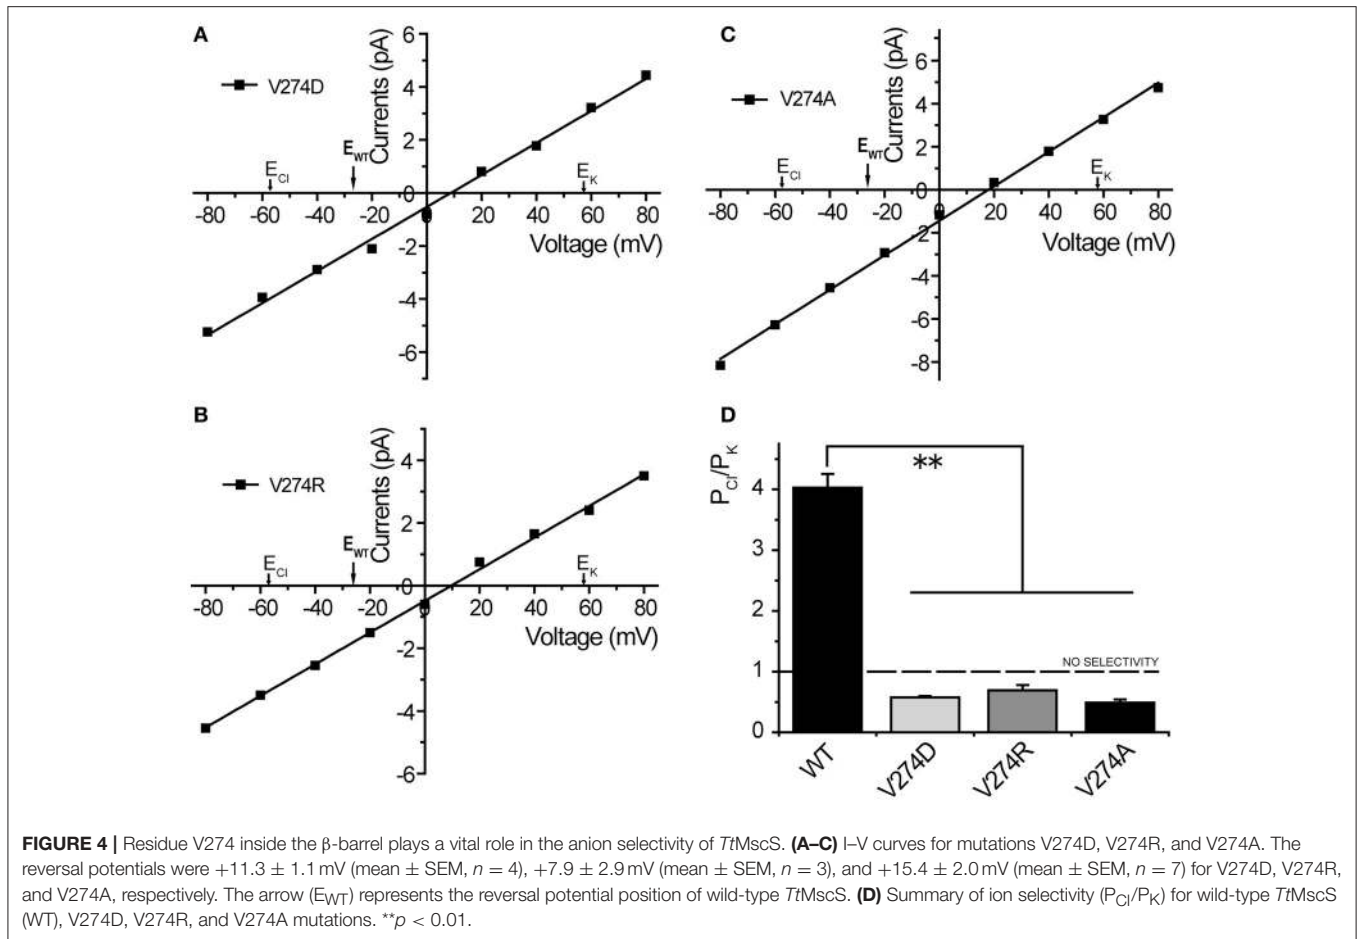 A
Currents (pA)
V274D
E_WT
E_Cl
E_K
6
4
2
0
-2
-4
-6
-80 -60 -40 -20 0 20 40 60 80
Voltage (mV)
C
Currents (pA)
V274A
E_WT
E_Cl
E_K
6
4
2
0
-2
-4
-6
-8
-80 -60 -40 -20 0 20 40 60 80
Voltage (mV)
B
Currents (pA)
V274R
E_WT
E_Cl
E_K
4
2
0
-2
-4
-6
-80 -60 -40 -20 0 20 40 60 80
Voltage (mV)
D
P_Cl/P_K
**
4
3
2
1
0
NO SELECTIVITY
WT V274D V274R V274A
FIGURE 4 | Residue V274 inside the β-barrel plays a vital role in the anion selectivity of TtMscS. (A–C) I–V curves for mutations V274D, V274R, and V274A. The
reversal potentials were +11.3 ± 1.1 mV (mean ± SEM, n = 4), +7.9 ± 2.9 mV (mean ± SEM, n = 3), and +15.4 ± 2.0 mV (mean ± SEM, n = 7) for V274D, V274R,
and V274A, respectively. The arrow (E_WT) represents the reversal potential position of wild-type TtMscS. (D) Summary of ion selectivity (P_Cl/P_K) for wild-type TtMscS
(WT), V274D, V274R, and V274A mutations. **p < 0.01.